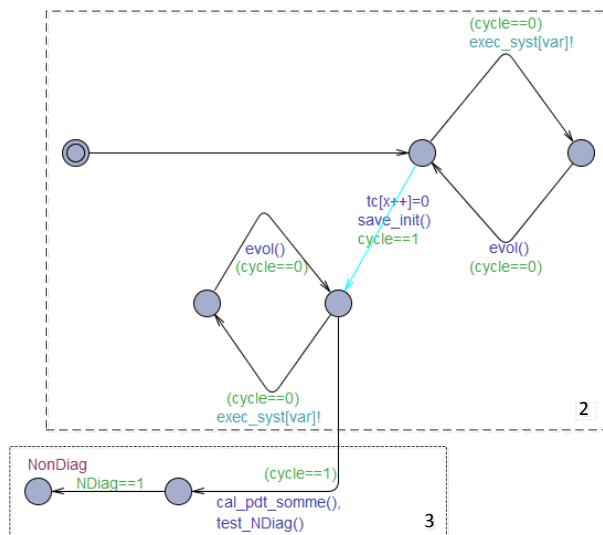 (cycle==0)
exec_syst[var]!
tc[x++]=0
save_init()
cycle==1
evol()
(cycle==0)
evol()
(cycle==0)
(cycle==0)
exec_syst[var]!
2
NonDiag
NDiag==1
(cycle==1)
cal_pdt_somme(),
test_NDiag()
3